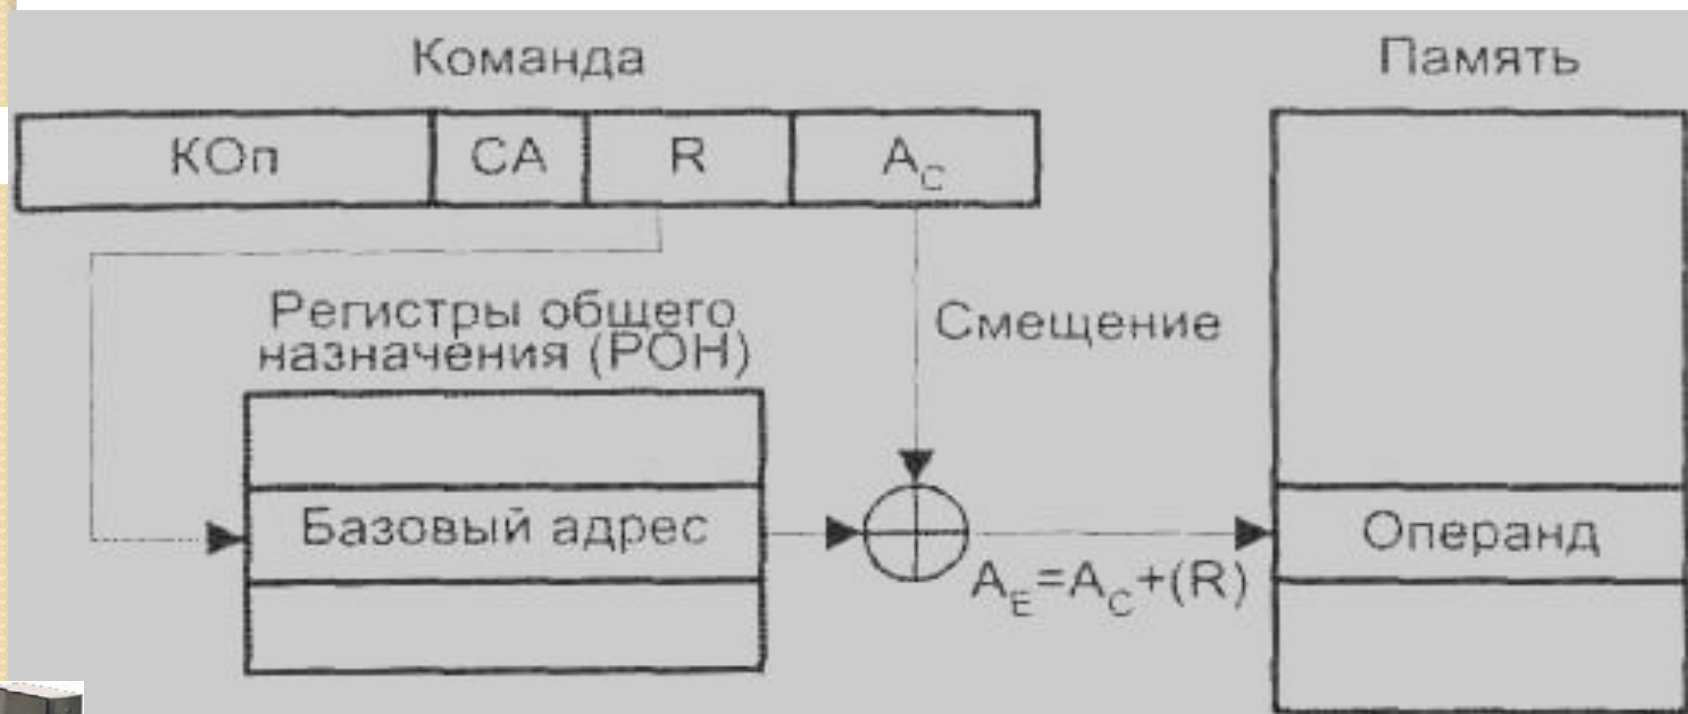 Команда
Память
КОп
СА
R
A_C
Регистры общего
назначения (РОН)
Смещение
Базовый адрес
Операнд
A_E=A_C+(R)